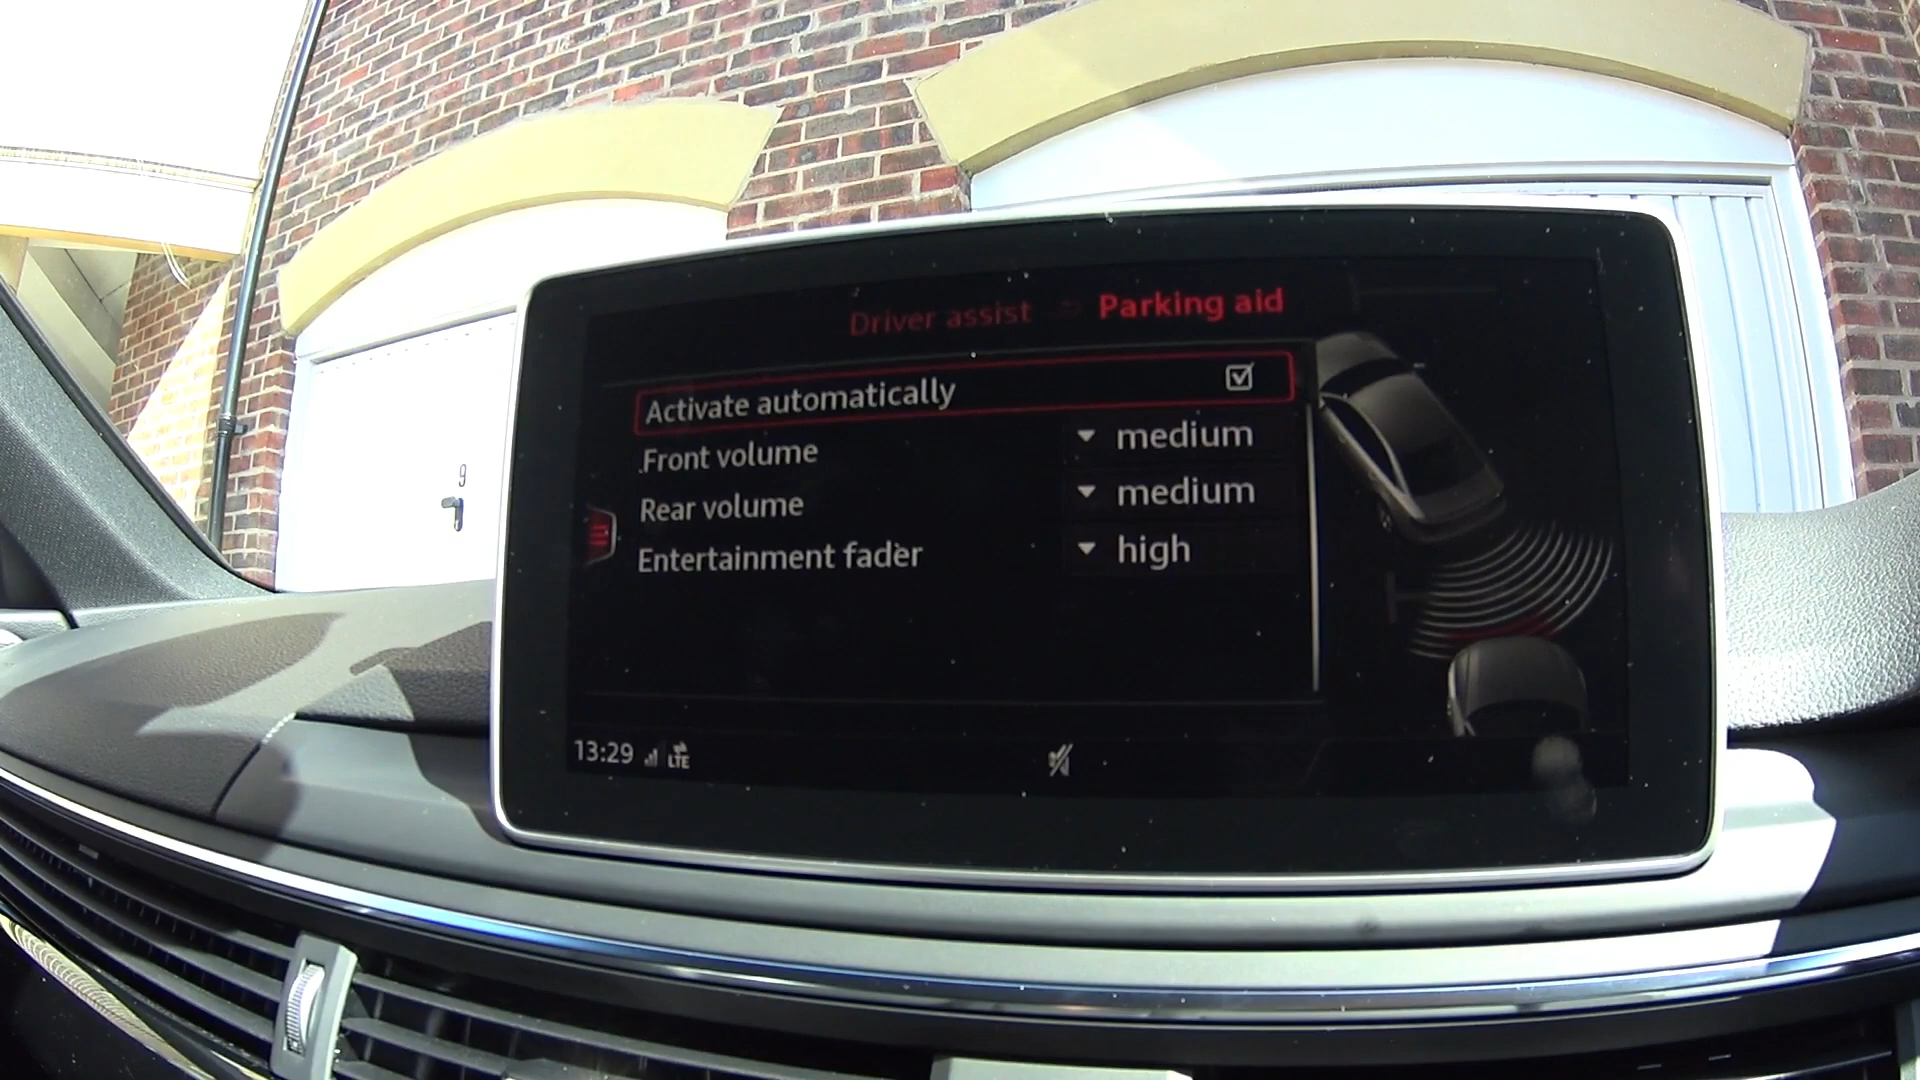 9
Driver assist Parking aid
Activate automatically
Front volume medium
Rear volume medium
Entertainment fader high
13:29 LTE